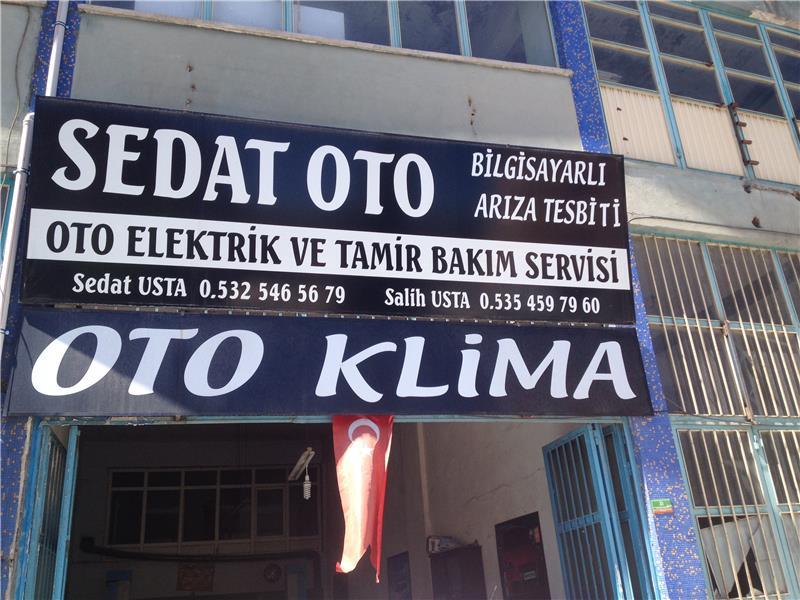 SEDAT OTO
BİLGİSAYARLI
ARIZA TESBİTİ
OTO ELEKTRİK VE TAMİR BAKIM SERVİSİ
Sedat USTA 0.532 546 56 79 Salih USTA 0.535 459 79 60
OTO KLİMA